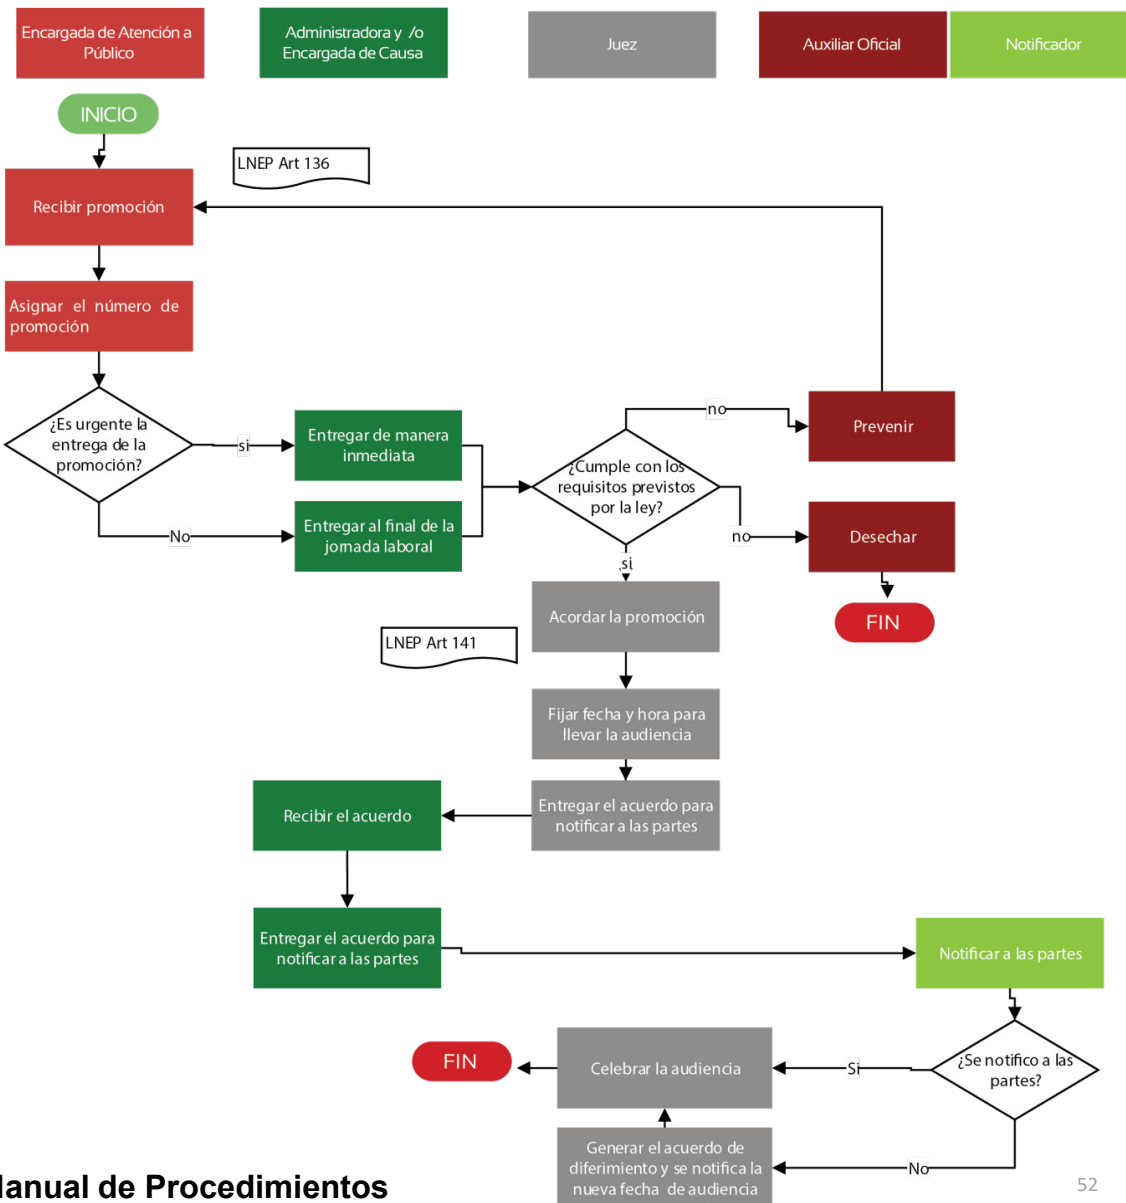 Encargada de Atención a
Público
Administradora y /o
Encargada de Causa
Juez
Auxiliar Oficial
Notificador
INICIO
LNEP Art 136
Recibir promoción
Asignar el número de
promoción
¿Es urgente la
entrega de la
promoción?
si
No
Entregar de manera
inmediata
Entregar al final de la
jornada laboral
¿Cumple con los
requisitos previstos
por la ley?
no
Prevenir
no
Desechar
FIN
si
Acordar la promoción
LNEP Art 141
Fijar fecha y hora para
llevar la audiencia
Entregar el acuerdo para
notificar a las partes
Recibir el acuerdo
Entregar el acuerdo para
notificar a las partes
Notificar a las partes
¿Se notifico a las
partes?
Si
Celebrar la audiencia
FIN
No
Generar el acuerdo de
diferimiento y se notifica la
nueva fecha de audiencia
anual de Procedimientos
52